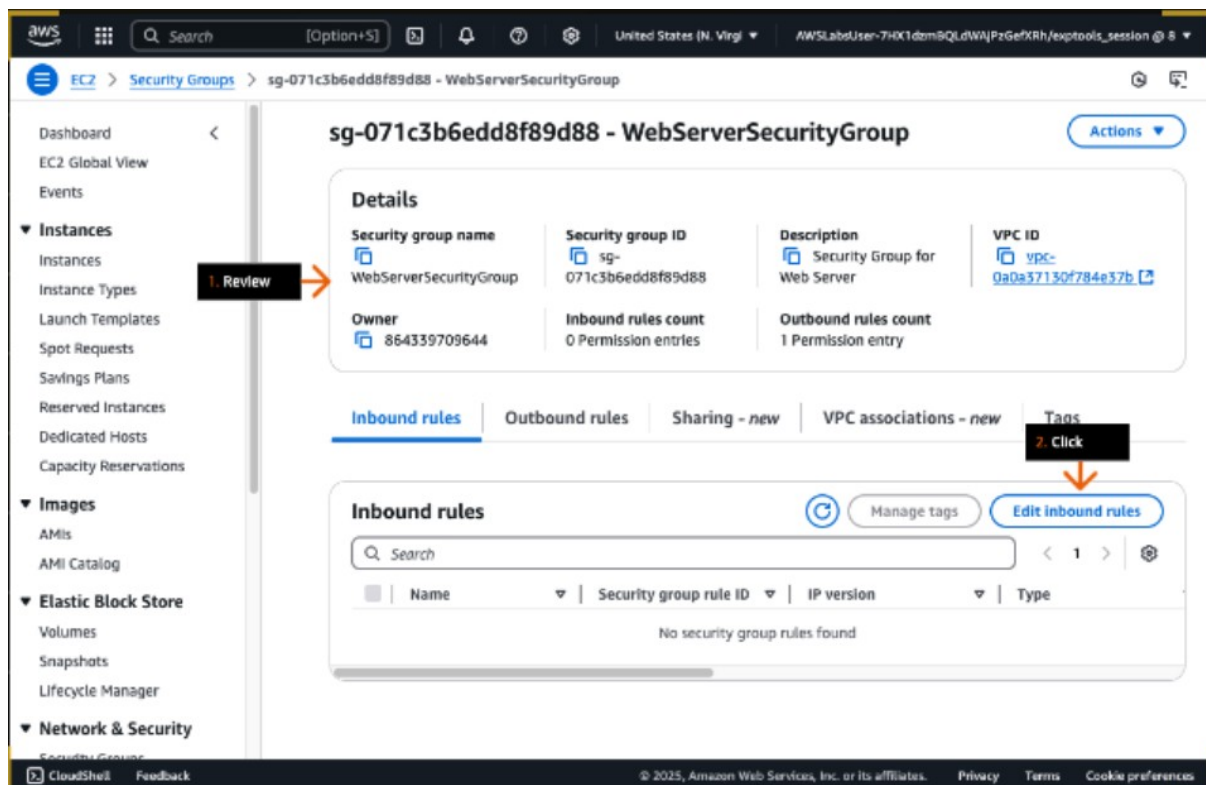 aws
Search [Option+S]
United States (N. Virgi
EC2 > Security Groups > sg-071c3b6edd8f89d88 - WebServerSecurityGroup
Dashboard
EC2 Global View
Events
Instances
Instances
Instance Types
Launch Templates
Spot Requests
Savings Plans
Reserved Instances
Dedicated Hosts
Capacity Reservations
Images
AMIs
AMI Catalog
Elastic Block Store
Volumes
Snapshots
Lifecycle Manager
Network & Security
Security Groups
sg-071c3b6edd8f89d88 - WebServerSecurityGroup
Actions
Details
Security group name
WebServerSecurityGroup
Security group ID
sg-
071c3b6edd8f89d88
Description
Security Group for
Web Server
VPC ID
vpc-
0a0a37130f784e37b
1. Review
Owner
864339709644
Inbound rules count
0 Permission entries
Outbound rules count
1 Permission entry
Inbound rules
Outbound rules
Sharing - new
VPC associations - new
Tags
2. Click
Inbound rules
Manage tags
Edit inbound rules
Search
1
Name
Security group rule ID
IP version
Type
No security group rules found
CloudShell
Feedback
© 2025, Amazon Web Services, Inc. or its affiliates.
Privacy
Terms
Cookie preferences